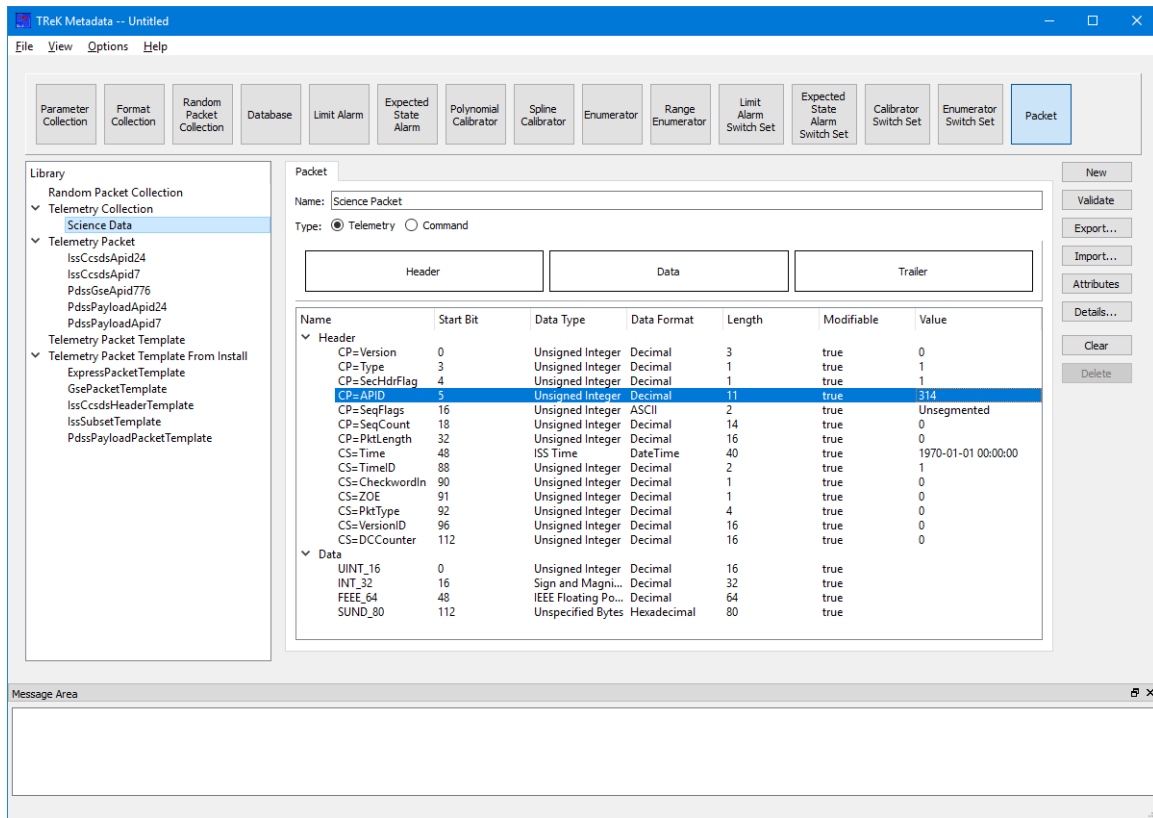 TReK Metadata -- Untitled
File View Options Help
Parameter Collection
Format Collection
Random Packet Collection
Database
Limit Alarm
Expected State Alarm
Polynomial Calibrator
Spline Calibrator
Enumerator
Range Enumerator
Limit Alarm Switch Set
Expected State Alarm Switch Set
Calibrator Switch Set
Enumerator Switch Set
Packet
Library
Random Packet Collection
Telemetry Collection
Science Data
Telemetry Packet
IssCcsdsApid24
IssCcsdsApid7
PdssGseApid776
PdssPayloadApid24
PdssPayloadApid7
Telemetry Packet Template
Telemetry Packet Template From Install
ExpressPacketTemplate
GsePacketTemplate
IssCcsdsHeaderTemplate
IssSubsetTemplate
PdssPayloadPacketTemplate
Packet
Name: Science Packet
Type: Telemetry Command
Header Data Trailer
Name Start Bit Data Type Data Format Length Modifiable Value
Header
CP=Version 0 Unsigned Integer Decimal 3 true 0
CP=Type 3 Unsigned Integer Decimal 1 true 1
CP=SecHdrFlag 4 Unsigned Integer Decimal 1 true 1
CP=APID 5 Unsigned Integer Decimal 11 true 314
CP=SeqFlags 16 Unsigned Integer ASCII 2 true Unsegmented
CP=SeqCount 18 Unsigned Integer Decimal 14 true 0
CP=PktLength 32 Unsigned Integer Decimal 16 true 0
CS=Time 48 ISS Time DateTime 40 true 1970-01-01 00:00:00
CS=TimeID 88 Unsigned Integer Decimal 2 true 1
CS=CheckwordIn 90 Unsigned Integer Decimal 1 true 0
CS=ZOE 91 Unsigned Integer Decimal 1 true 0
CS=PktType 92 Unsigned Integer Decimal 4 true 0
CS=VersionID 96 Unsigned Integer Decimal 16 true 0
CS=DCCounter 112 Unsigned Integer Decimal 16 true 0
Data
UINT_16 0 Unsigned Integer Decimal 16 true
INT_32 16 Sign and Magni... Decimal 32 true
FEEE_64 48 IEEE Floating Po... Decimal 64 true
SUND_80 112 Unspecified Bytes Hexadecimal 80 true
New
Validate
Export...
Import...
Attributes
Details...
Clear
Delete
Message Area